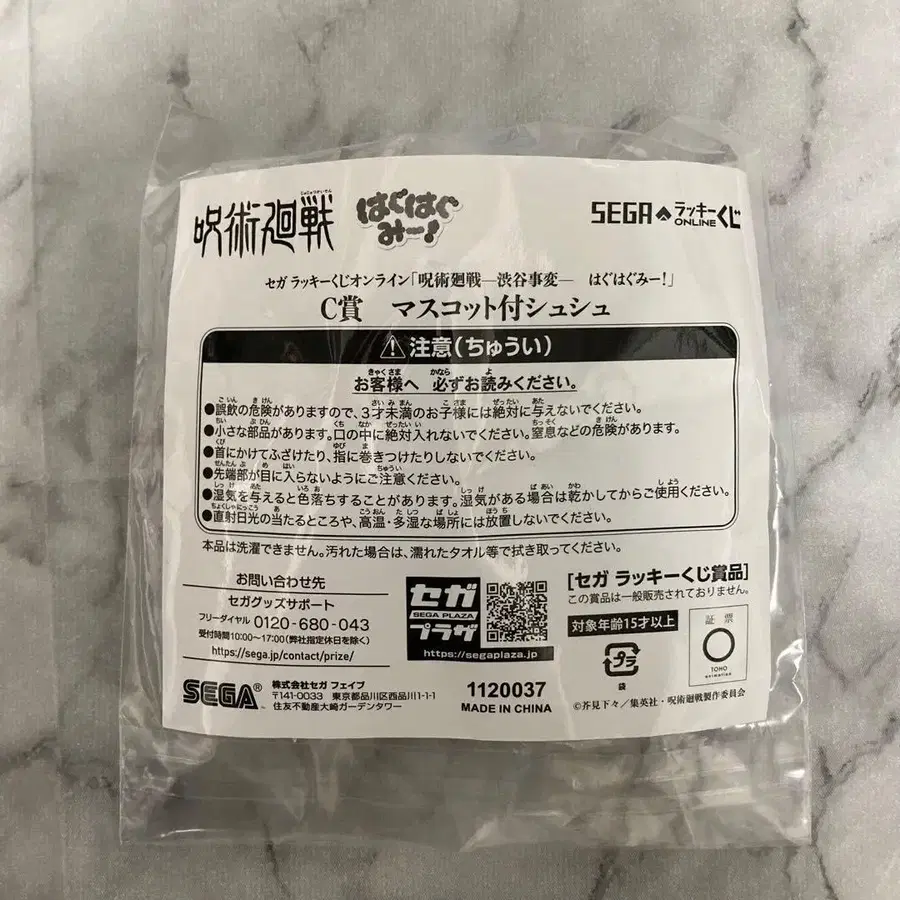 呪術廻戦
じゅじゅつかいせん
はぐはぐ
みー!
SEGA ラッキーくじ
ONLINE
セガ ラッキーくじオンライン「呪術廻戦―渋谷事変― はぐはぐみー!」
C賞 マスコット付シュシュ
⚠注意(ちゅうい)
お客様へ 必ずお読みください。
●誤飲の危険がありますので、3才未満のお子様には絶対に与えないでください。
●小さな部品があります。口の中に絶対入れないでください。窒息などの危険があります。
●首にかけてふざけたり、指に巻きつけたりしないでください。
●先端部が目に入らないようにご注意ください。
●湿気を与えると色落ちすることがあります。湿気がある場合は乾かしてからご使用ください。
●直射日光の当たるところや、高温・多湿な場所には放置しないでください。
本品は洗濯できません。汚れた場合は、濡れたタオル等で拭き取ってください。
お問い合わせ先
セガグッズサポート
フリーダイヤル 0120-680-043
受付時間10:00〜17:00(弊社指定休日を除く)
https://sega.jp/contact/prize/
セガ
SEGA PLAZA
プラザ
https://segaplaza.jp
[セガ ラッキーくじ賞品]
この賞品は一般販売されておりません。
対象年齢15才以上
プラ
袋
証票
TOHO
animation
SEGA®
株式会社セガ フェイブ
〒141-0033 東京都品川区西品川1-1-1
住友不動産大崎ガーデンタワー
1120037
MADE IN CHINA
©芥見下々/集英社・呪術廻戦製作委員会